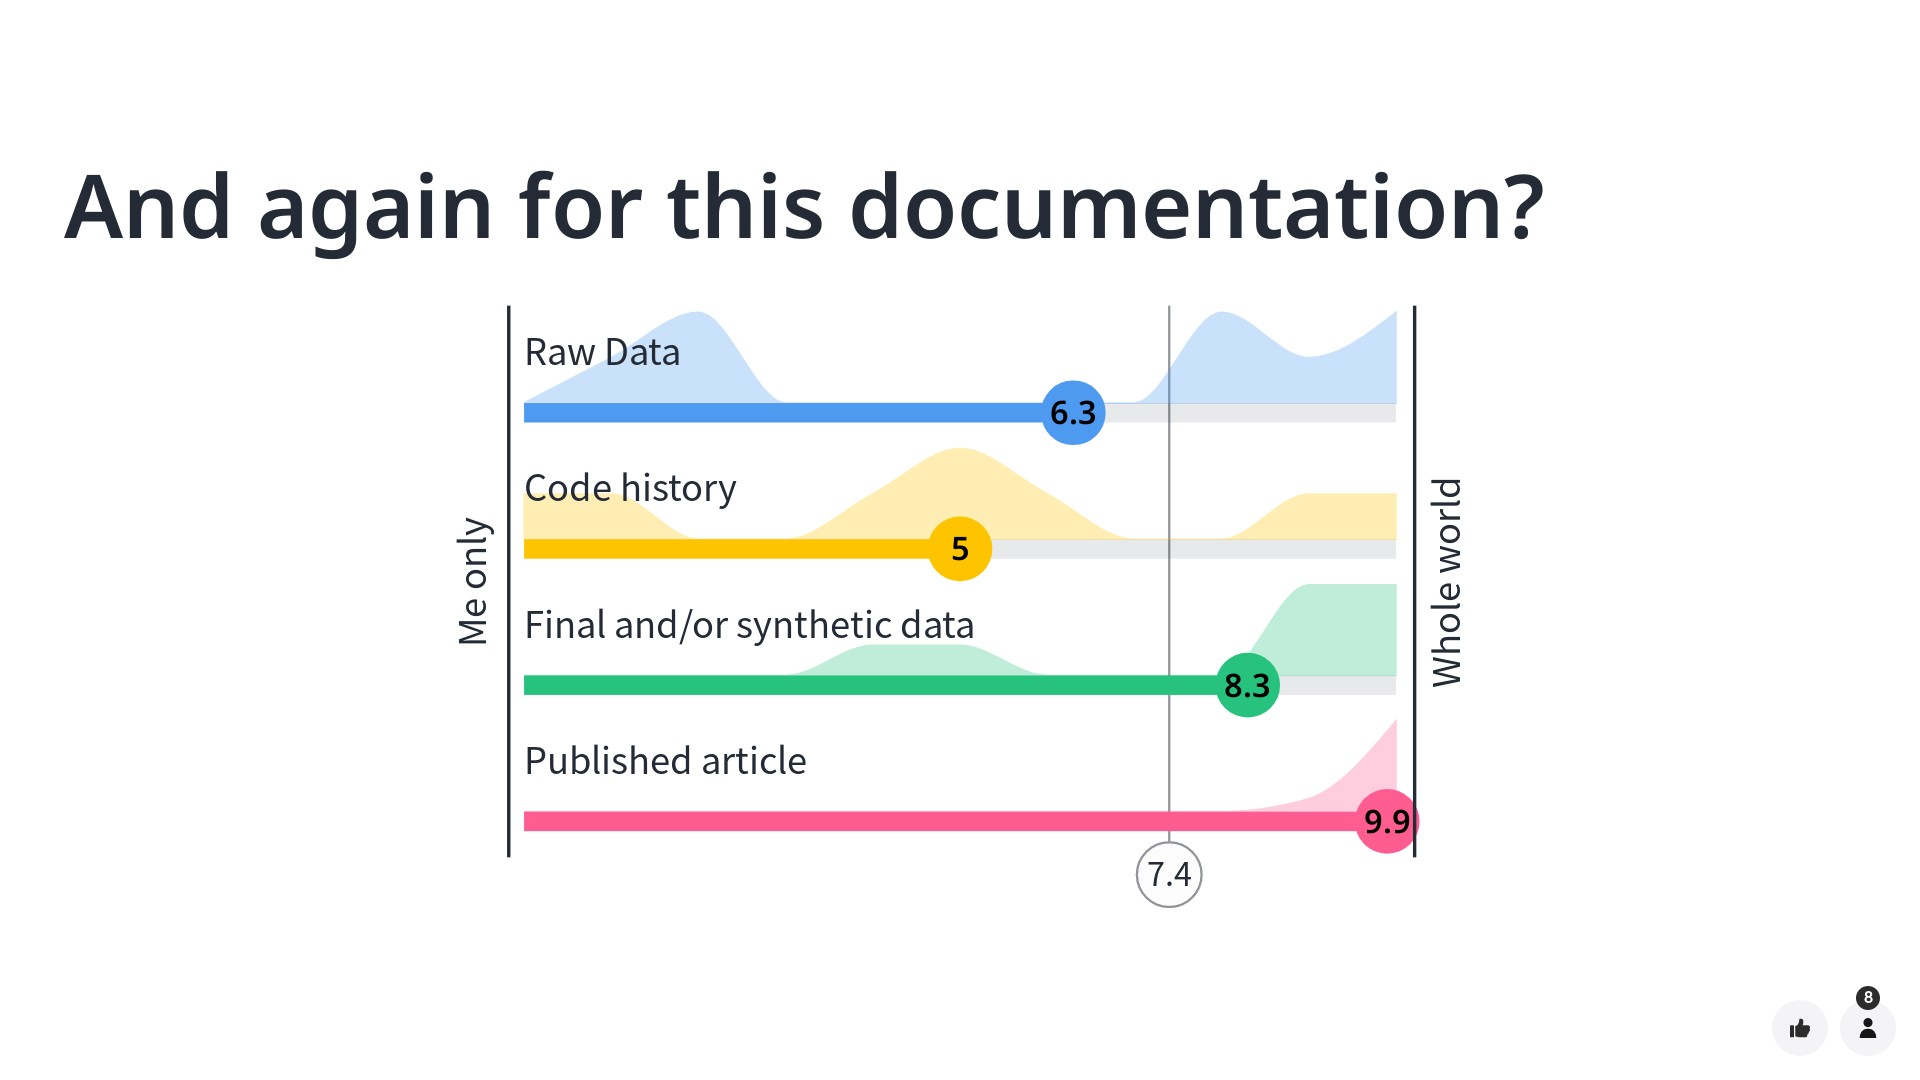 And again for this documentation?
Raw Data
6.3
Code history
5
Me only
Whole world
Final and/or synthetic data
8.3
Published article
9.9
7.4
8